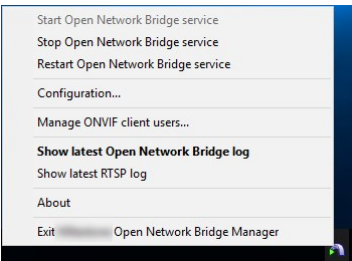 Start Open Network Bridge service
Stop Open Network Bridge service
Restart Open Network Bridge service
Configuration...
Manage ONVIF client users...
Show latest Open Network Bridge log
Show latest RTSP log
About
Exit Open Network Bridge Manager